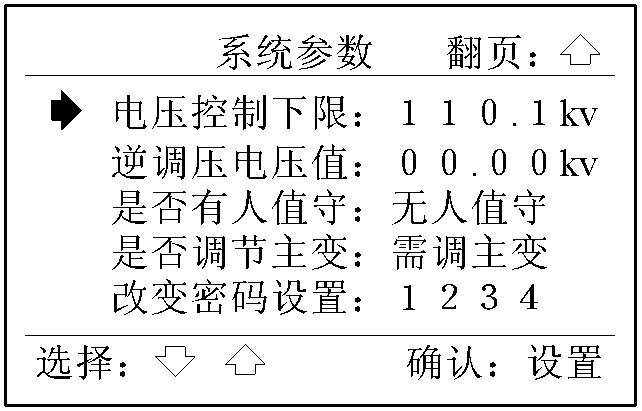 系统参数 翻页：⇧
➡ 电压控制下限：110.1kv
逆调压电压值：00.00kv
是否有人值守：无人值守
是否调节主变：需调主变
改变密码设置：1234
选择：⇩ ⇧ 确认：设置